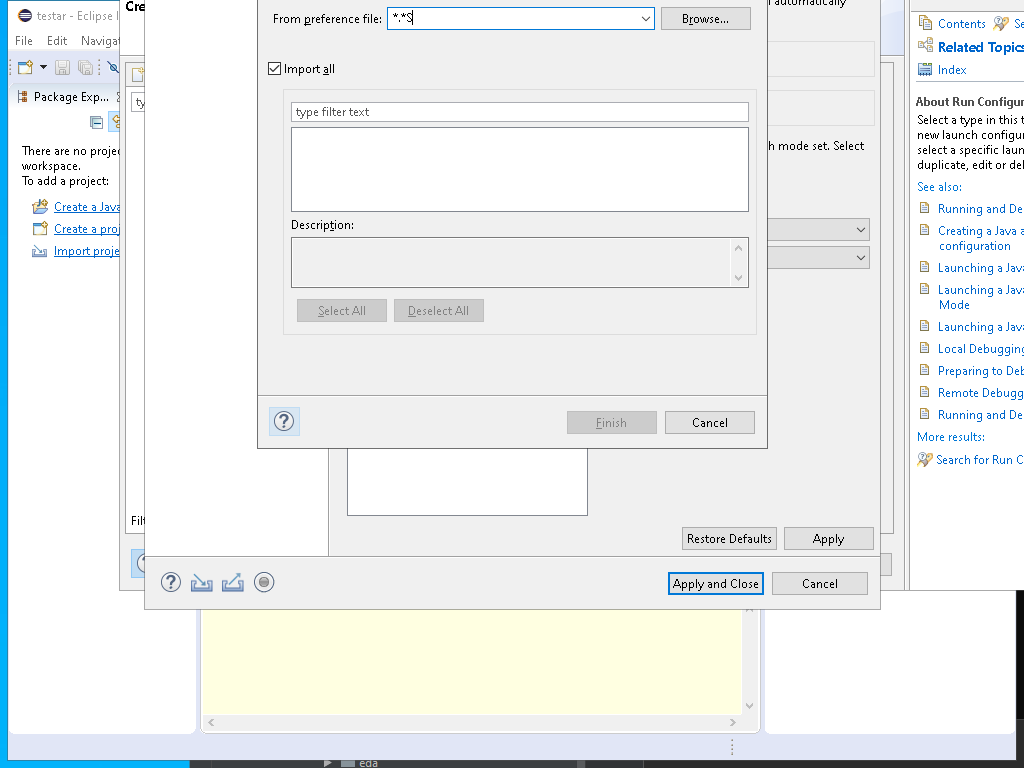 testar - Eclipse I
File Edit Navigat
Package Exp...
There are no projec
workspace.
To add a project:
Create a Java
Create a proj
Import proje
Cre
ty
Filt
From preference file: *.*S Browse...
Import all
type filter text
Description:
Select All Deselect All
Finish Cancel
automatically
h mode set. Select
Restore Defaults Apply
Apply and Close Cancel
Contents Se
Related Topics
Index
About Run Configur
Select a type in this t
new launch configu
select a specific laun
duplicate, edit or del
See also:
Running and De
Creating a Java a
configuration
Launching a Java
Launching a Java
Mode
Launching a Java
Local Debugging
Preparing to Deb
Remote Debugg
Running and De
More results:
Search for Run C
eda